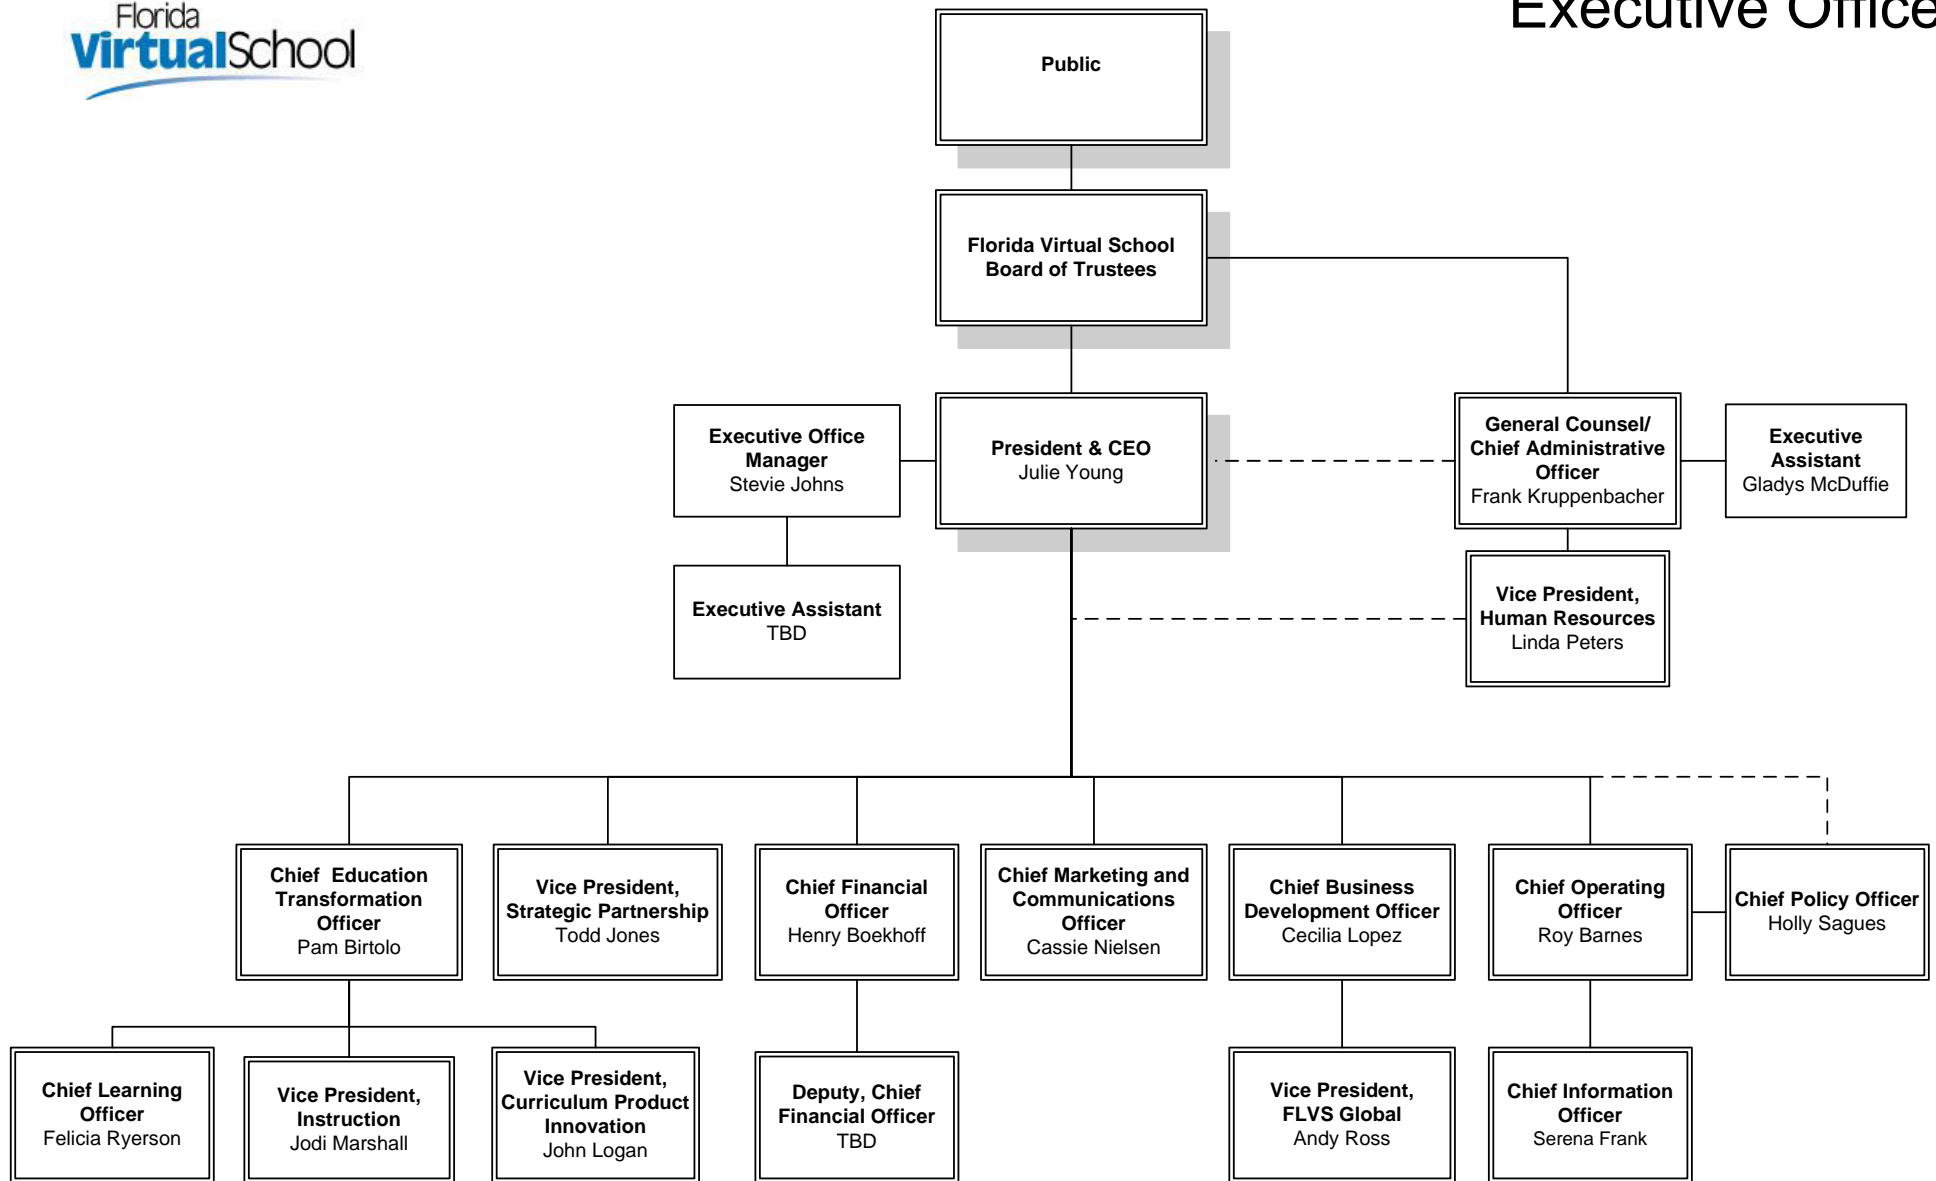 Florida
VirtualSchool
Executive Office
Public
Florida Virtual School
Board of Trustees
Executive Office
Manager
Stevie Johns
President & CEO
Julie Young
General Counsel/
Chief Administrative
Officer
Frank Kruppenbacher
Executive
Assistant
Gladys McDuffie
Executive Assistant
TBD
Vice President,
Human Resources
Linda Peters
Chief  Education
Transformation
Officer
Pam Birtolo
Vice President,
Strategic Partnership
Todd Jones
Chief Financial
Officer
Henry Boekhoff
Chief Marketing and
Communications
Officer
Cassie Nielsen
Chief Business
Development Officer
Cecilia Lopez
Chief Operating
Officer
Roy Barnes
Chief Policy Officer
Holly Sagues
Chief Learning
Officer
Felicia Ryerson
Vice President,
Instruction
Jodi Marshall
Vice President,
Curriculum Product
Innovation
John Logan
Deputy, Chief
Financial Officer
TBD
Vice President,
FLVS Global
Andy Ross
Chief Information
Officer
Serena Frank